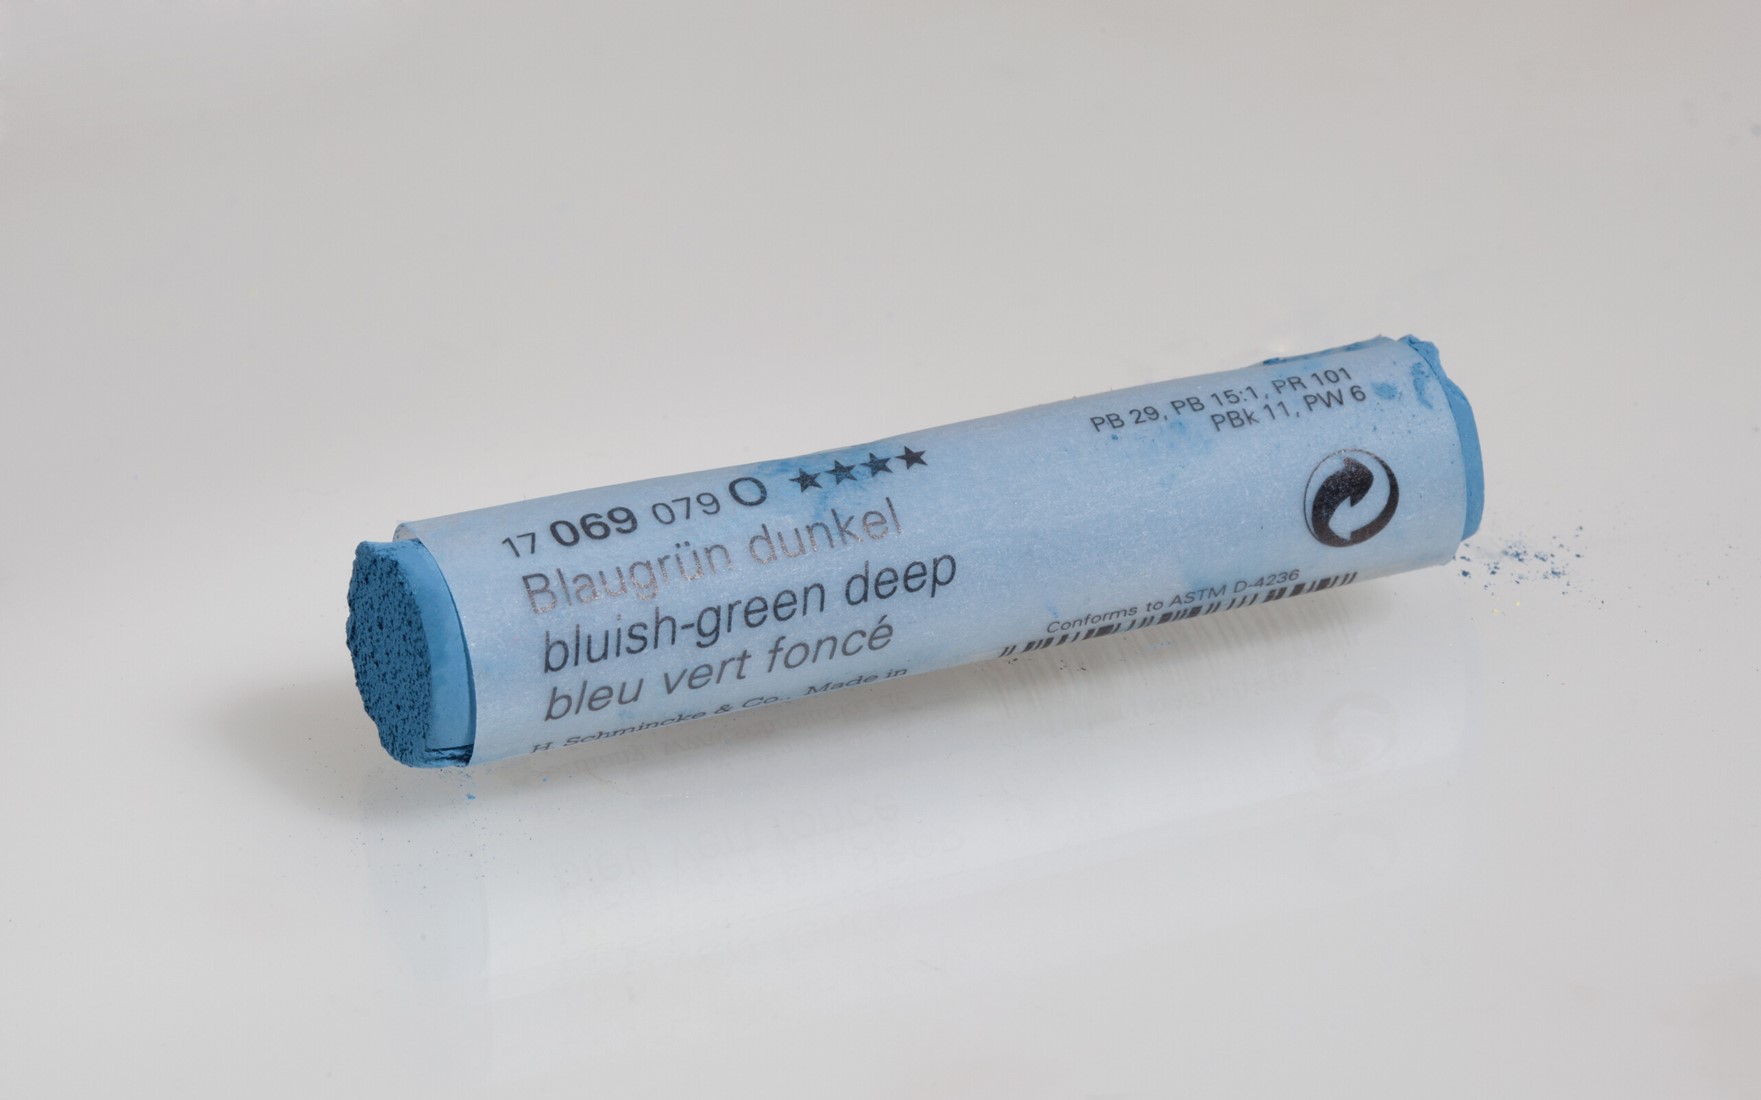 17 069 079 O ★★★★
Blaugrün dunkel
bluish-green deep
bleu vert foncé
H. Schmincke & Co., Made in
PB 29, PB 15:1, PR 101
PBk 11, PW 6
Conforms to ASTM D-4236